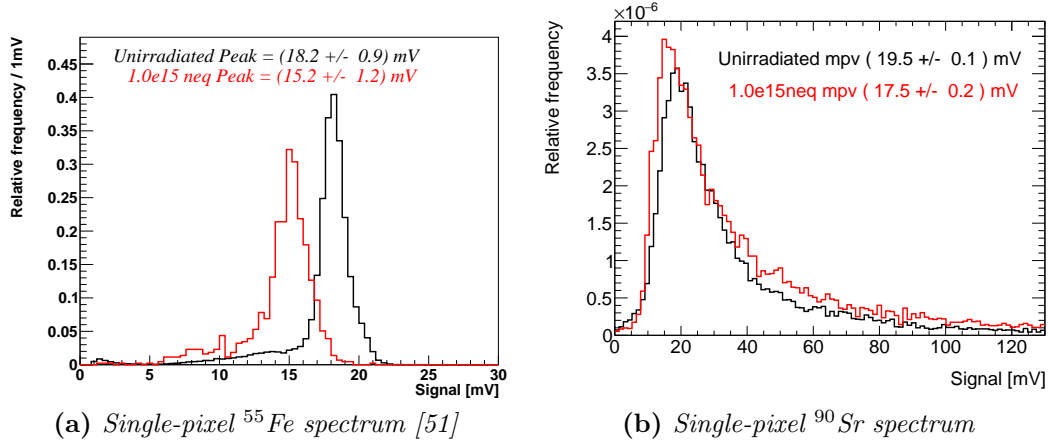 Relative frequency / 1mV
Unirradiated Peak = (18.2 +/- 0.9) mV
1.0e15 neq Peak = (15.2 +/- 1.2) mV
0.45
0.4
0.35
0.3
0.25
0.2
0.15
0.1
0.05
0
0 5 10 15 20 25 30
Signal [mV]
(a) Single-pixel ⁵⁵Fe spectrum [51]
×10⁻⁶
Relative frequency
Unirradiated mpv ( 19.5 +/- 0.1 ) mV
1.0e15neq mpv ( 17.5 +/- 0.2 ) mV
4
3.5
3
2.5
2
1.5
1
0.5
0
0 20 40 60 80 100 120
Signal [mV]
(b) Single-pixel ⁹⁰Sr spectrum